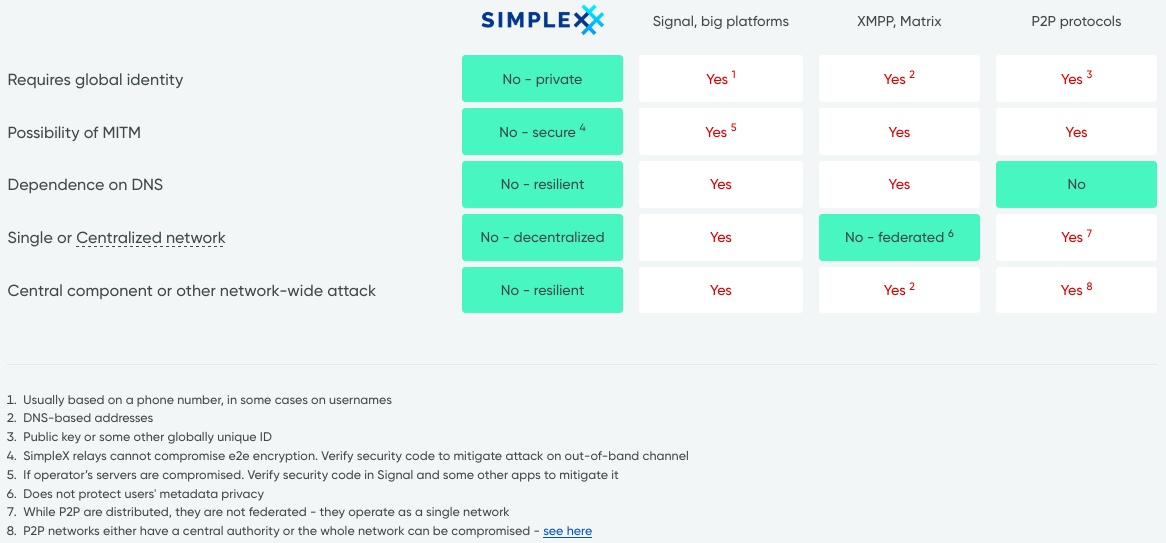 SIMPLEX Signal, big platforms XMPP, Matrix P2P protocols
Requires global identity No - private Yes 1 Yes 2 Yes 3
Possibility of MITM No - secure 4 Yes 5 Yes Yes
Dependence on DNS No - resilient Yes Yes No
Single or Centralized network No - decentralized Yes No - federated 6 Yes 7
Central component or other network-wide attack No - resilient Yes Yes 2 Yes 8
1. Usually based on a phone number, in some cases on usernames
2. DNS-based addresses
3. Public key or some other globally unique ID
4. SimpleX relays cannot compromise e2e encryption. Verify security code to mitigate attack on out-of-band channel
5. If operator’s servers are compromised. Verify security code in Signal and some other apps to mitigate it
6. Does not protect users' metadata privacy
7. While P2P are distributed, they are not federated - they operate as a single network
8. P2P networks either have a central authority or the whole network can be compromised - see here